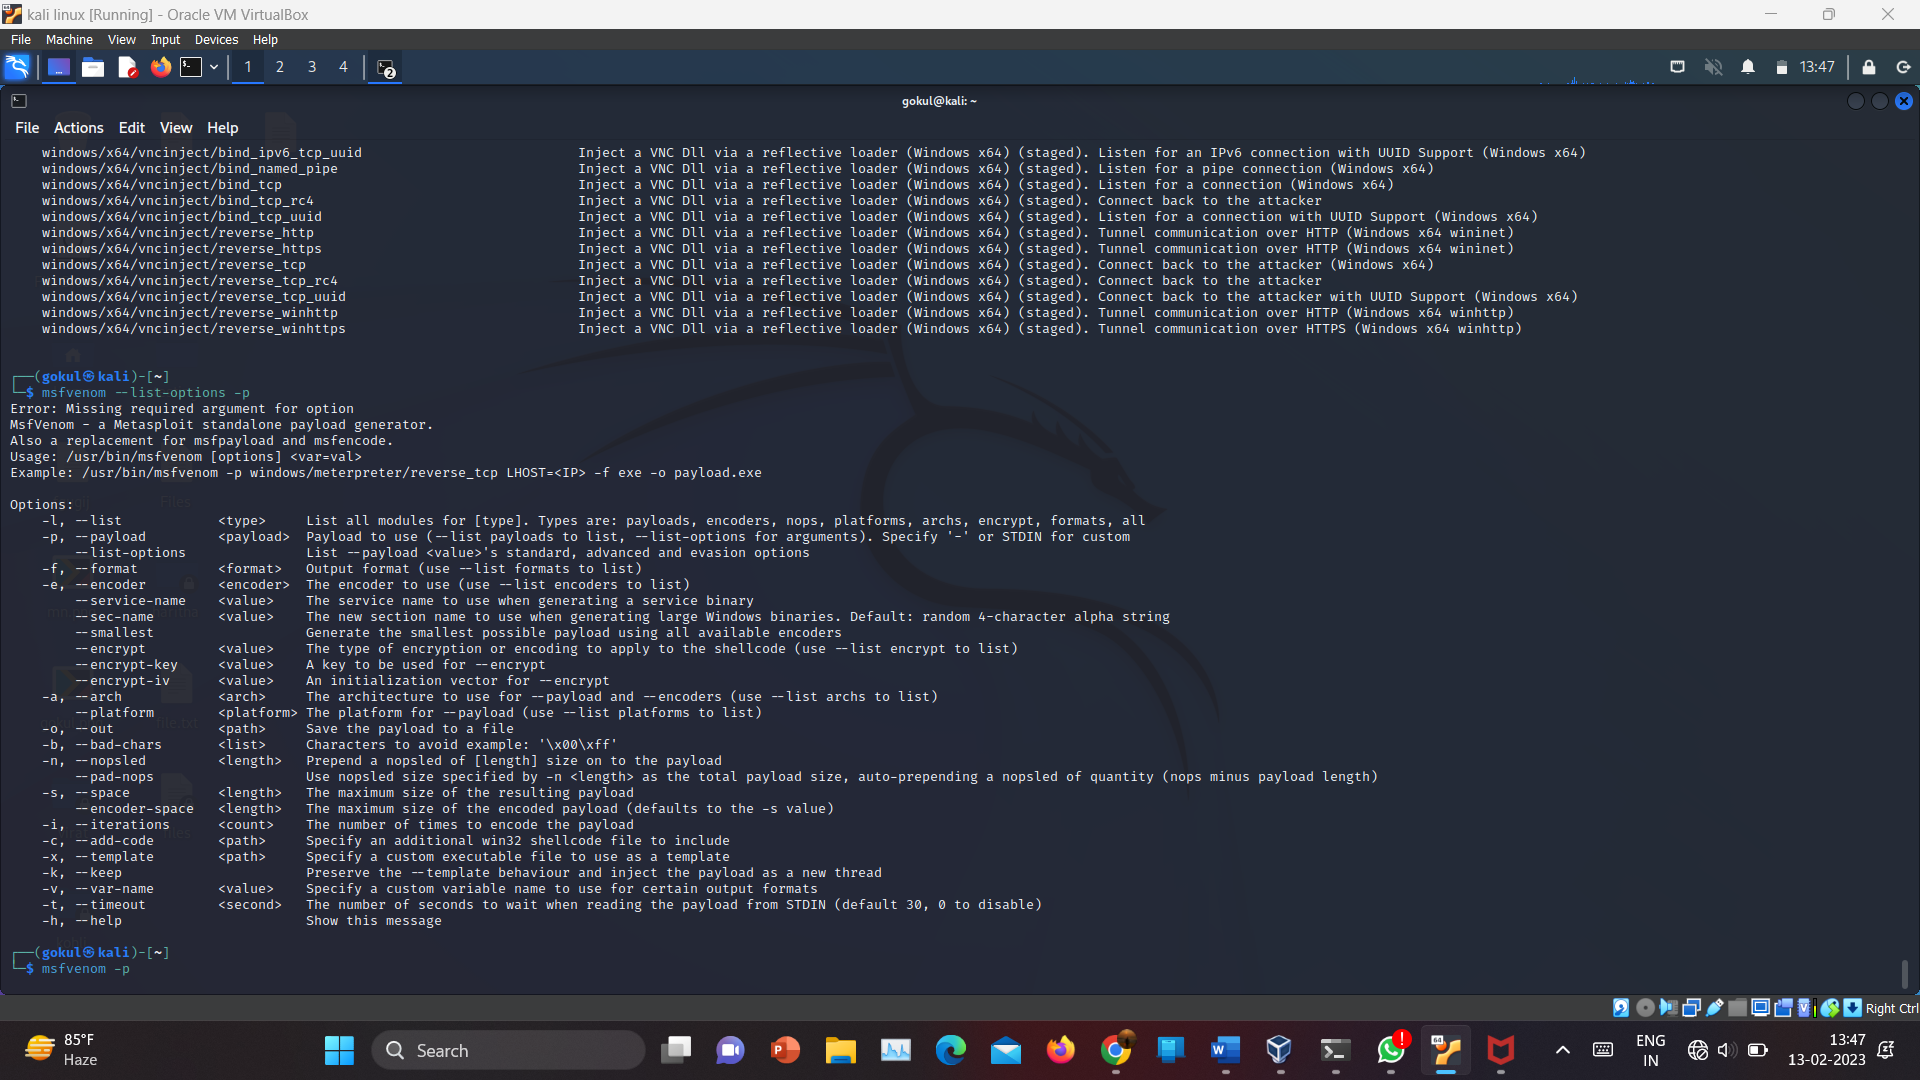 kali linux [Running] - Oracle VM VirtualBox
File Machine View Input Devices Help
1 2 3 4 2 13:47
gokul@kali: ~
File Actions Edit View Help
windows/x64/vncinject/bind_ipv6_tcp_uuid Inject a VNC Dll via a reflective loader (Windows x64) (staged). Listen for an IPv6 connection with UUID Support (Windows x64)
windows/x64/vncinject/bind_named_pipe Inject a VNC Dll via a reflective loader (Windows x64) (staged). Listen for a pipe connection (Windows x64)
windows/x64/vncinject/bind_tcp Inject a VNC Dll via a reflective loader (Windows x64) (staged). Listen for a connection (Windows x64)
windows/x64/vncinject/bind_tcp_rc4 Inject a VNC Dll via a reflective loader (Windows x64) (staged). Connect back to the attacker
windows/x64/vncinject/bind_tcp_uuid Inject a VNC Dll via a reflective loader (Windows x64) (staged). Listen for a connection with UUID Support (Windows x64)
windows/x64/vncinject/reverse_http Inject a VNC Dll via a reflective loader (Windows x64) (staged). Tunnel communication over HTTP (Windows x64 wininet)
windows/x64/vncinject/reverse_https Inject a VNC Dll via a reflective loader (Windows x64) (staged). Tunnel communication over HTTP (Windows x64 wininet)
windows/x64/vncinject/reverse_tcp Inject a VNC Dll via a reflective loader (Windows x64) (staged). Connect back to the attacker (Windows x64)
windows/x64/vncinject/reverse_tcp_rc4 Inject a VNC Dll via a reflective loader (Windows x64) (staged). Connect back to the attacker
windows/x64/vncinject/reverse_tcp_uuid Inject a VNC Dll via a reflective loader (Windows x64) (staged). Connect back to the attacker with UUID Support (Windows x64)
windows/x64/vncinject/reverse_winhttp Inject a VNC Dll via a reflective loader (Windows x64) (staged). Tunnel communication over HTTP (Windows x64 winhttp)
windows/x64/vncinject/reverse_winhttps Inject a VNC Dll via a reflective loader (Windows x64) (staged). Tunnel communication over HTTPS (Windows x64 winhttp)
┌──(gokul㉿kali)-[~]
└─$ msfvenom --list-options -p
Error: Missing required argument for option
MsfVenom - a Metasploit standalone payload generator.
Also a replacement for msfpayload and msfencode.
Usage: /usr/bin/msfvenom [options] <var=val>
Example: /usr/bin/msfvenom -p windows/meterpreter/reverse_tcp LHOST=<IP> -f exe -o payload.exe
Options:
-l, --list <type> List all modules for [type]. Types are: payloads, encoders, nops, platforms, archs, encrypt, formats, all
-p, --payload <payload> Payload to use (--list payloads to list, --list-options for arguments). Specify '-' or STDIN for custom
--list-options List --payload <value>'s standard, advanced and evasion options
-f, --format <format> Output format (use --list formats to list)
-e, --encoder <encoder> The encoder to use (use --list encoders to list)
--service-name <value> The service name to use when generating a service binary
--sec-name <value> The new section name to use when generating large Windows binaries. Default: random 4-character alpha string
--smallest Generate the smallest possible payload using all available encoders
--encrypt <value> The type of encryption or encoding to apply to the shellcode (use --list encrypt to list)
--encrypt-key <value> A key to be used for --encrypt
--encrypt-iv <value> An initialization vector for --encrypt
-a, --arch <arch> The architecture to use for --payload and --encoders (use --list archs to list)
--platform <platform> The platform for --payload (use --list platforms to list)
-o, --out <path> Save the payload to a file
-b, --bad-chars <list> Characters to avoid example: '\x00\xff'
-n, --nopsled <length> Prepend a nopsled of [length] size on to the payload
--pad-nops Use nopsled size specified by -n <length> as the total payload size, auto-prepending a nopsled of quantity (nops minus payload length)
-s, --space <length> The maximum size of the resulting payload
--encoder-space <length> The maximum size of the encoded payload (defaults to the -s value)
-i, --iterations <count> The number of times to encode the payload
-c, --add-code <path> Specify an additional win32 shellcode file to include
-x, --template <path> Specify a custom executable file to use as a template
-k, --keep Preserve the --template behaviour and inject the payload as a new thread
-v, --var-name <value> Specify a custom variable name to use for certain output formats
-t, --timeout <second> The number of seconds to wait when reading the payload from STDIN (default 30, 0 to disable)
-h, --help Show this message
┌──(gokul㉿kali)-[~]
└─$ msfvenom -p
Right Ctrl
85°F
Haze
Search
ENG
IN
13:47
13-02-2023